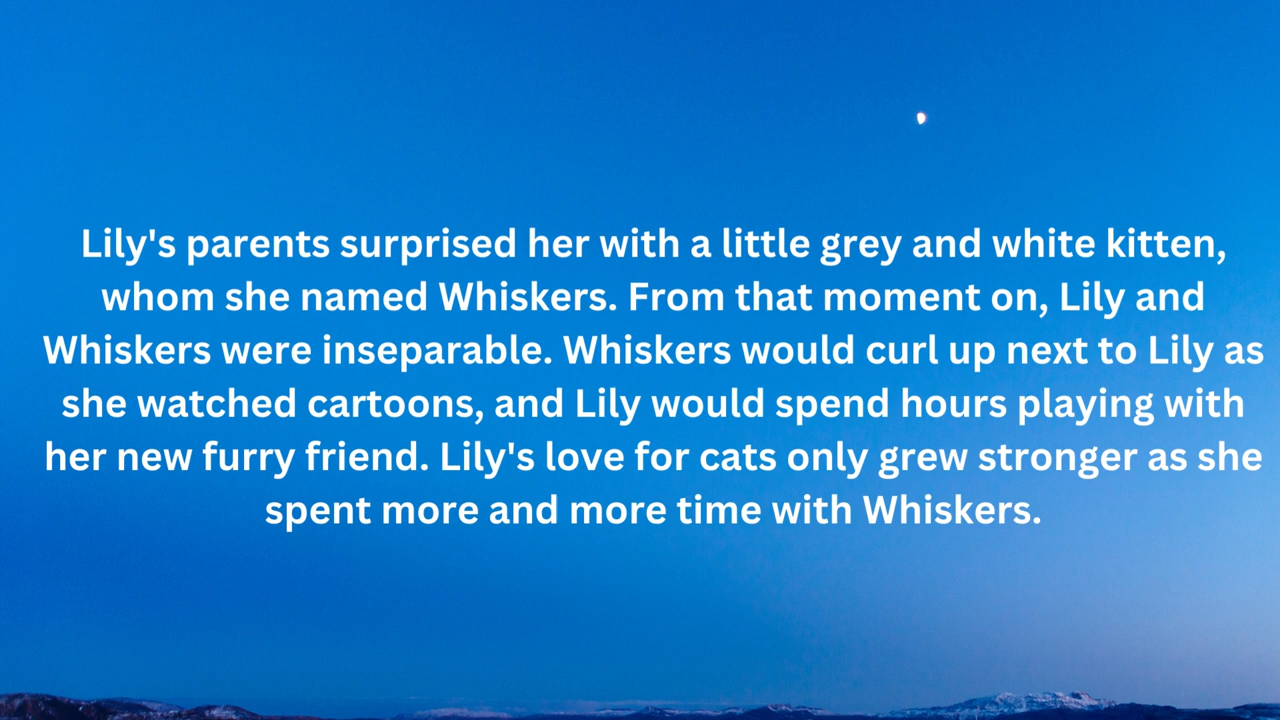 Lily's parents surprised her with a little grey and white kitten,
whom she named Whiskers. From that moment on, Lily and
Whiskers were inseparable. Whiskers would curl up next to Lily as
she watched cartoons, and Lily would spend hours playing with
her new furry friend. Lily's love for cats only grew stronger as she
spent more and more time with Whiskers.